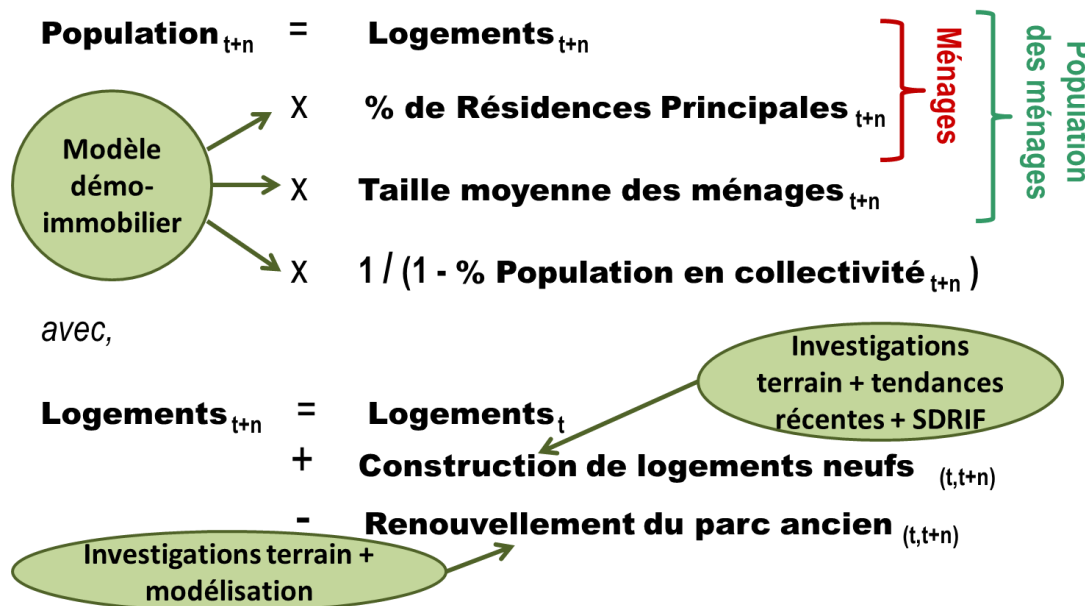 Population t+n = Logements t+n
X % de Résidences Principales t+n
Ménages
Population
des ménages
Modèle
démo-
immobilier
X Taille moyenne des ménages t+n
X 1 / (1 - % Population en collectivité t+n )
avec,
Investigations
terrain + tendances
récentes + SDRIF
Logements t+n = Logements t
+ Construction de logements neufs (t,t+n)
- Renouvellement du parc ancien (t,t+n)
Investigations terrain +
modélisation